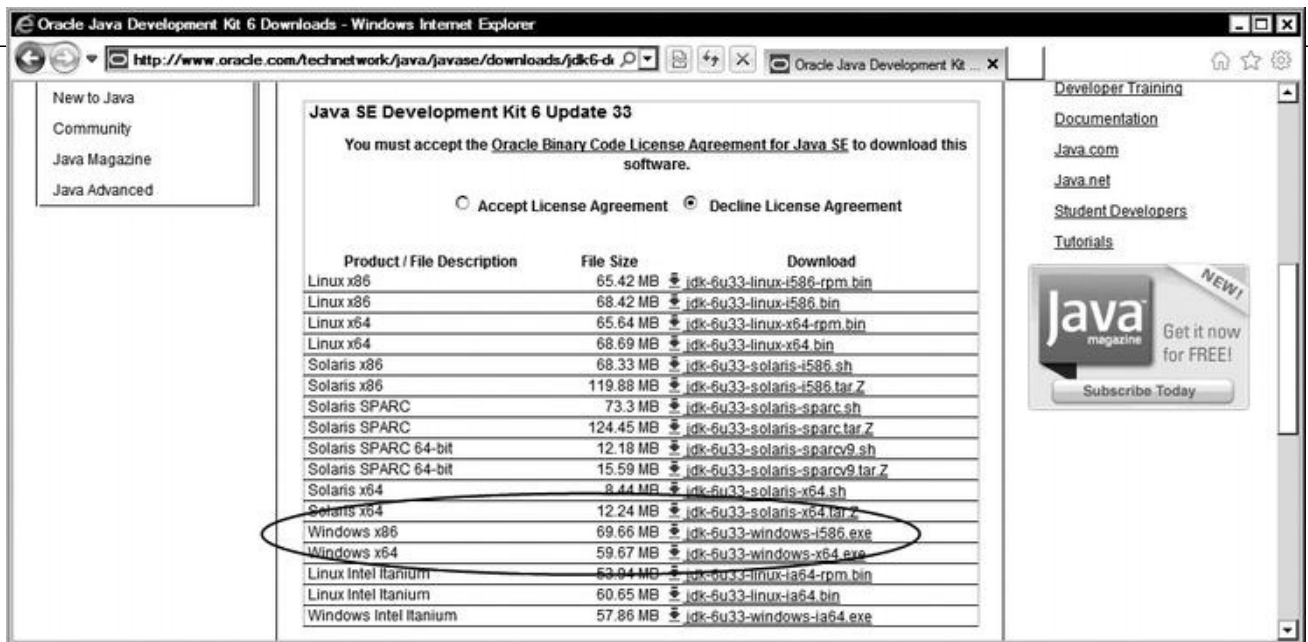 Oracle Java Development Kit 6 Downloads - Windows Internet Explorer
http://www.oracle.com/technetwork/java/javase/downloads/jdk6-d
Oracle Java Development Kit ...
New to Java
Community
Java Magazine
Java Advanced
Java SE Development Kit 6 Update 33
You must accept the Oracle Binary Code License Agreement for Java SE to download this
software.
Accept License Agreement Decline License Agreement
Product / File Description File Size Download
Linux x86 65.42 MB jdk-6u33-linux-i586-rpm.bin
Linux x86 68.42 MB jdk-6u33-linux-i586.bin
Linux x64 65.64 MB jdk-6u33-linux-x64-rpm.bin
Linux x64 68.69 MB jdk-6u33-linux-x64.bin
Solaris x86 68.33 MB jdk-6u33-solaris-i586.sh
Solaris x86 119.88 MB jdk-6u33-solaris-i586.tar.Z
Solaris SPARC 73.3 MB jdk-6u33-solaris-sparc.sh
Solaris SPARC 124.45 MB jdk-6u33-solaris-sparc.tar.Z
Solaris SPARC 64-bit 12.18 MB jdk-6u33-solaris-sparcv9.sh
Solaris SPARC 64-bit 15.59 MB jdk-6u33-solaris-sparcv9.tar.Z
Solaris x64 8.44 MB jdk-6u33-solaris-x64.sh
Solaris x64 12.24 MB jdk-6u33-solaris-x64.tar.Z
Windows x86 69.66 MB jdk-6u33-windows-i586.exe
Windows x64 59.67 MB jdk-6u33-windows-x64.exe
Linux Intel Itanium 53.94 MB jdk-6u33-linux-ia64-rpm.bin
Linux Intel Itanium 60.65 MB jdk-6u33-linux-ia64.bin
Windows Intel Itanium 57.86 MB jdk-6u33-windows-ia64.exe
Developer Training
Documentation
Java.com
Java.net
Student Developers
Tutorials
NEW!
Java
magazine
Get it now
for FREE!
Subscribe Today